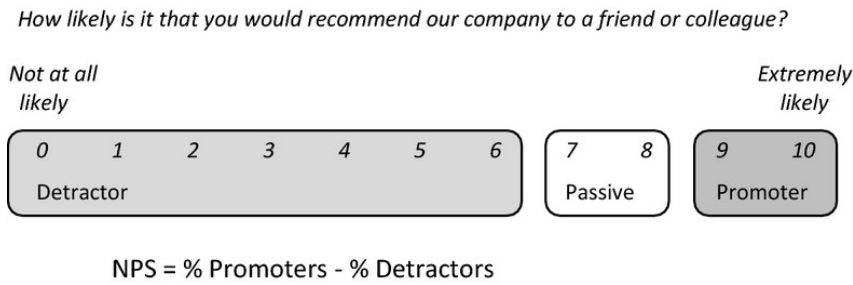 How likely is it that you would recommend our company to a friend or colleague?
Not at all
likely
Extremely
likely
0 1 2 3 4 5 6 7 8 9 10
Detractor Passive Promoter
NPS = % Promoters - % Detractors